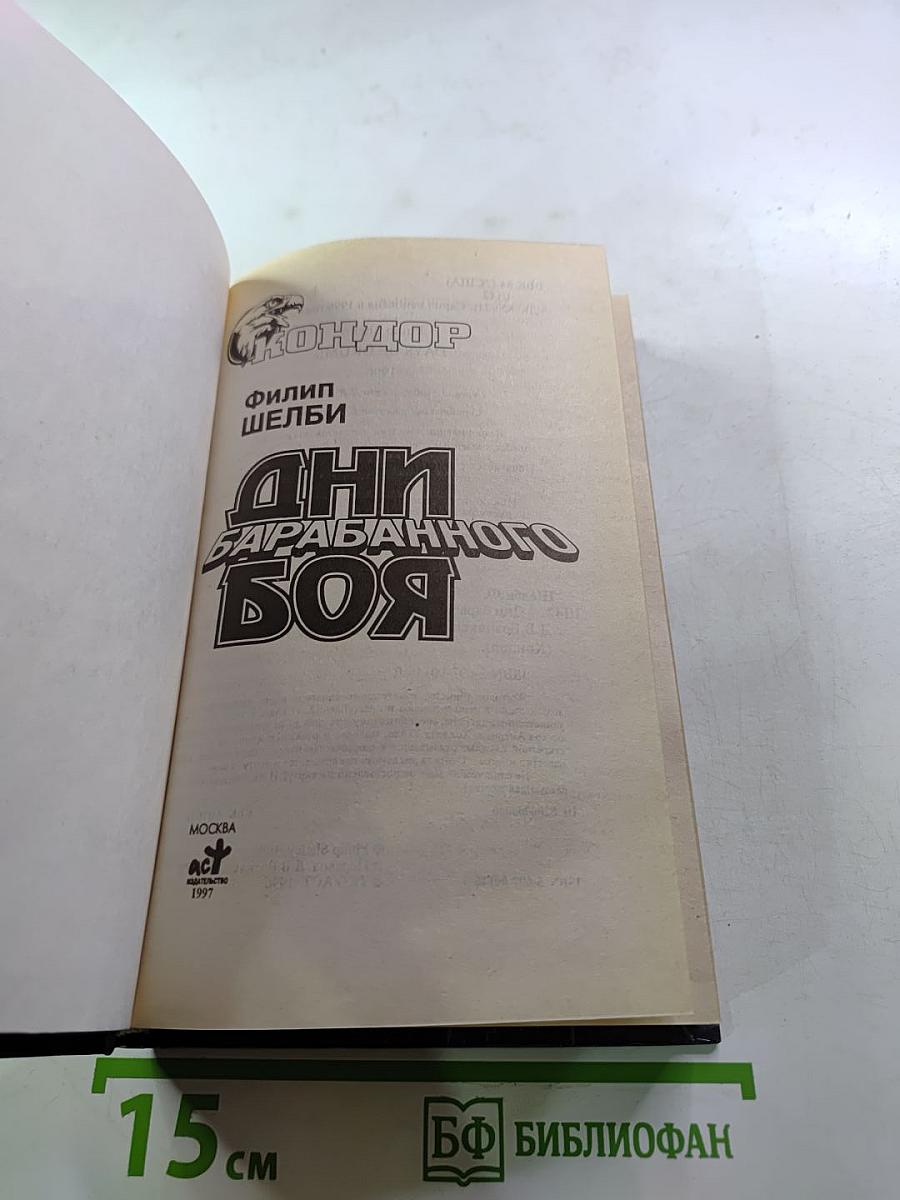 КОНДОР
ФИЛИП
ШЕЛБИ
ДНИ
БАРАБАННОГО
БОЯ
МОСКВА
аст
ИЗДАТЕЛЬСТВО
1997
15 см
БФ БИБЛИОФАН